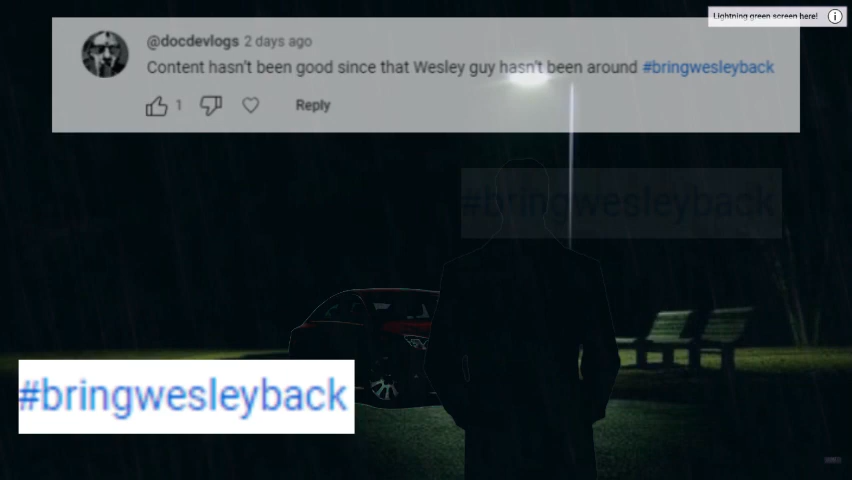 Lightning green screen here!
@docdevlogs 2 days ago
Content hasn't been good since that Wesley guy hasn't been around #bringwesleyback
1 Reply
#bringwesleyback
#bringwesleyback